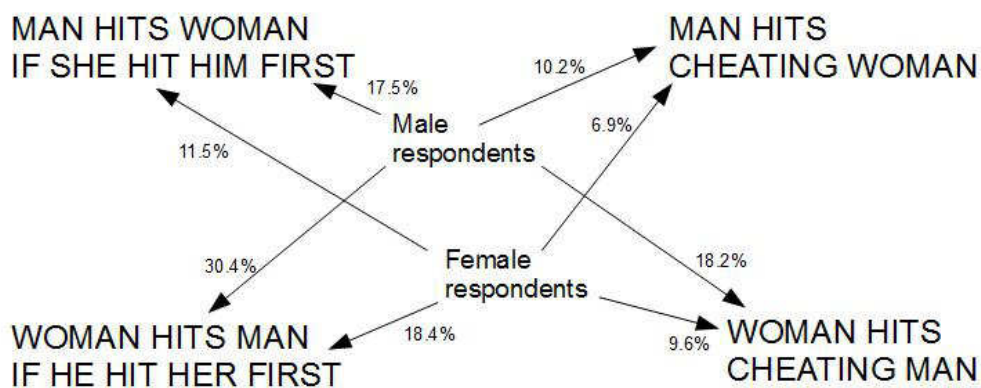 MAN HITS WOMAN
IF SHE HIT HIM FIRST
MAN HITS
CHEATING WOMAN
17.5%
10.2%
Male
respondents
6.9%
11.5%
Female
respondents
30.4%
18.2%
18.4%
9.6%
WOMAN HITS MAN
IF HE HIT HER FIRST
WOMAN HITS
CHEATING MAN